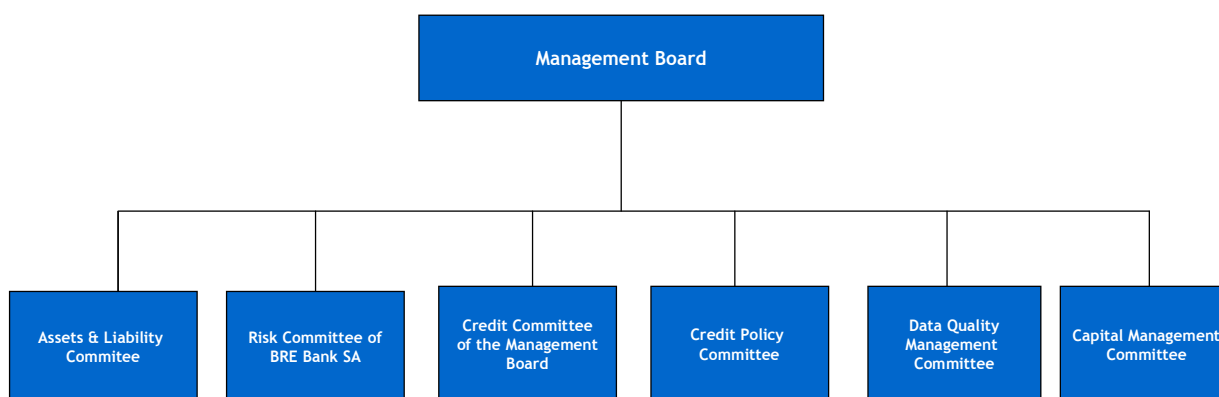 Management Board
Assets & Liability
Commitee
Risk Committee of
BRE Bank SA
Credit Committee
of the Management
Board
Credit Policy
Committee
Data Quality
Management
Committee
Capital Management
Committee